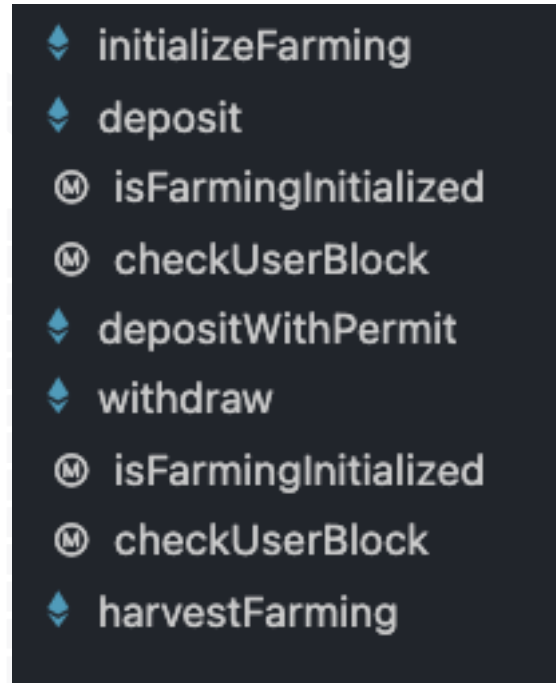 initializeFarming
deposit
isFarmingInitialized
checkUserBlock
depositWithPermit
withdraw
isFarmingInitialized
checkUserBlock
harvestFarming